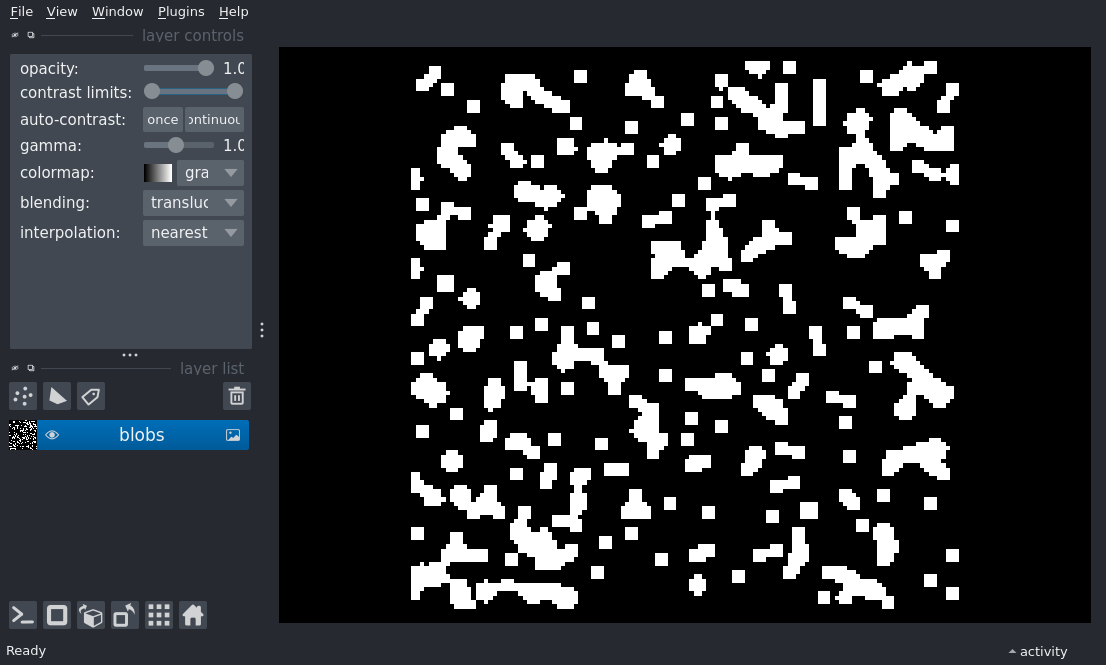 File View Window Plugins Help
layer controls
opacity: 1.0
contrast limits:
auto-contrast: once ontinuou
gamma: 1.0
colormap: gra
blending: transluc
interpolation: nearest
layer list
blobs
Ready
activity